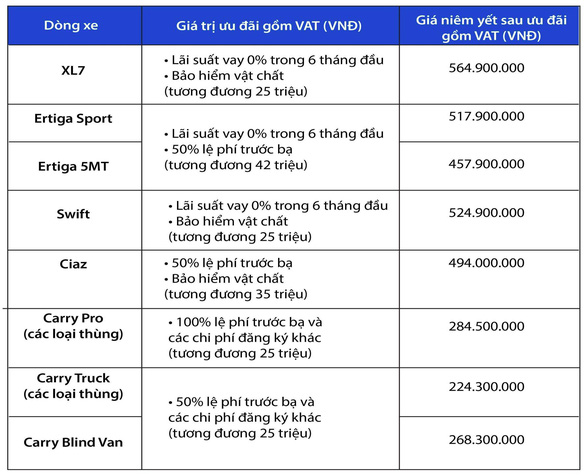 Dòng xe
Giá trị ưu đãi gồm VAT (VNĐ)
Giá niêm yết sau ưu đãi
gồm VAT (VNĐ)
XL7
• Lãi suất vay 0% trong 6 tháng đầu
• Bảo hiểm vật chất
(tương đương 25 triệu)
564.900.000
Ertiga Sport
517.900.000
• Lãi suất vay 0% trong 6 tháng đầu
• 50% lệ phí trước bạ
(tương đương 42 triệu)
Ertiga 5MT
457.900.000
Swift
• Lãi suất vay 0% trong 6 tháng đầu
• Bảo hiểm vật chất
(tương đương 25 triệu)
524.900.000
Ciaz
• 50% lệ phí trước bạ
• Bảo hiểm vật chất
(tương đương 35 triệu)
494.000.000
Carry Pro
(các loại thùng)
• 100% lệ phí trước bạ và
các chi phí đăng ký khác
(tương đương 25 triệu)
284.500.000
Carry Truck
(các loại thùng)
224.300.000
• 50% lệ phí trước bạ và
các chi phí đăng ký khác
(tương đương 25 triệu)
Carry Blind Van
268.300.000